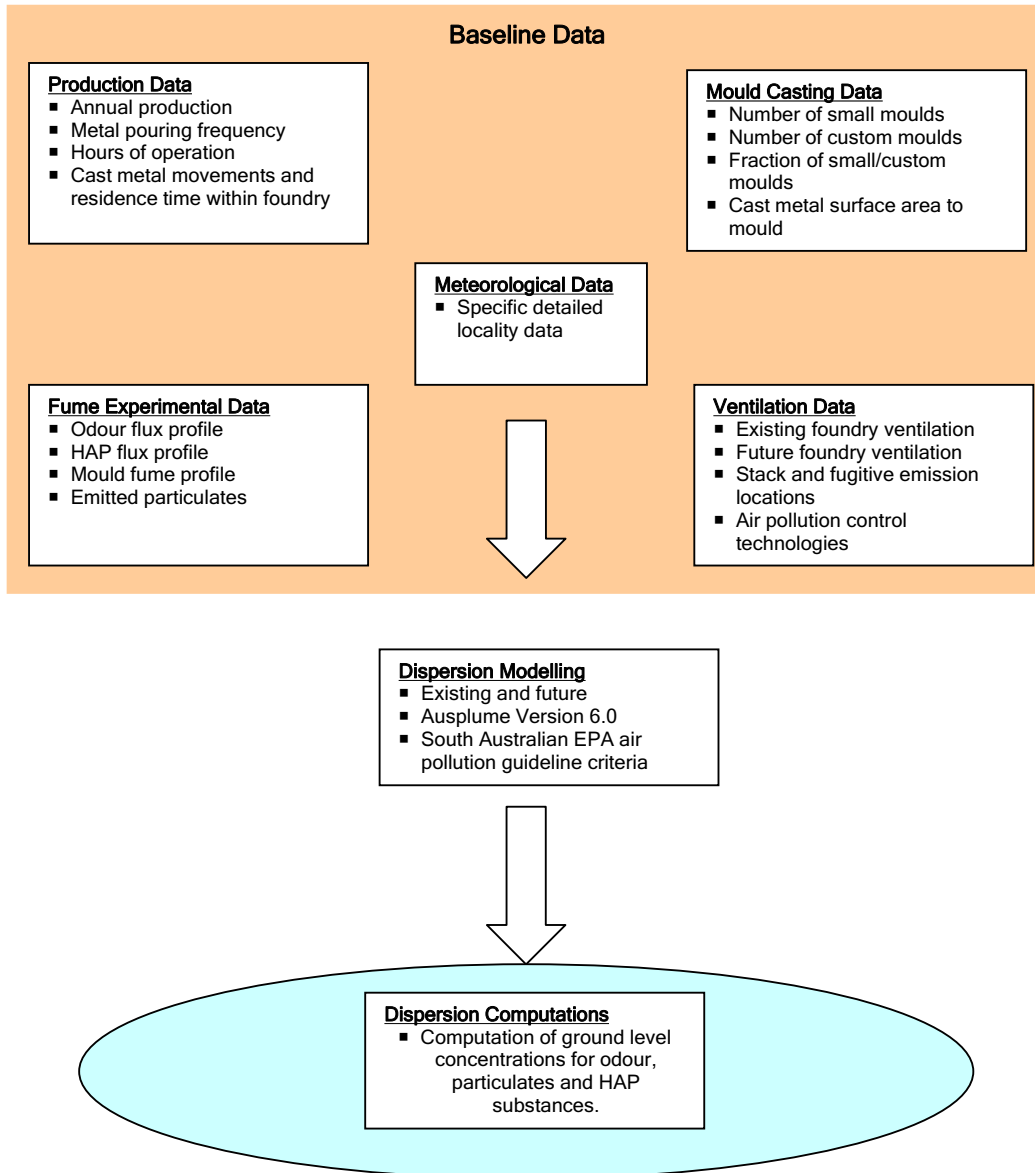 Baseline Data
Production Data
▪ Annual production
▪ Metal pouring frequency
▪ Hours of operation
▪ Cast metal movements and
residence time within foundry
Mould Casting Data
▪ Number of small moulds
▪ Number of custom moulds
▪ Fraction of small/custom
moulds
▪ Cast metal surface area to
mould
Meteorological Data
▪ Specific detailed
locality data
Fume Experimental Data
▪ Odour flux profile
▪ HAP flux profile
▪ Mould fume profile
▪ Emitted particulates
Ventilation Data
▪ Existing foundry ventilation
▪ Future foundry ventilation
▪ Stack and fugitive emission
locations
▪ Air pollution control
technologies
Dispersion Modelling
▪ Existing and future
▪ Ausplume Version 6.0
▪ South Australian EPA air
pollution guideline criteria
Dispersion Computations
▪ Computation of ground level
concentrations for odour,
particulates and HAP
substances.